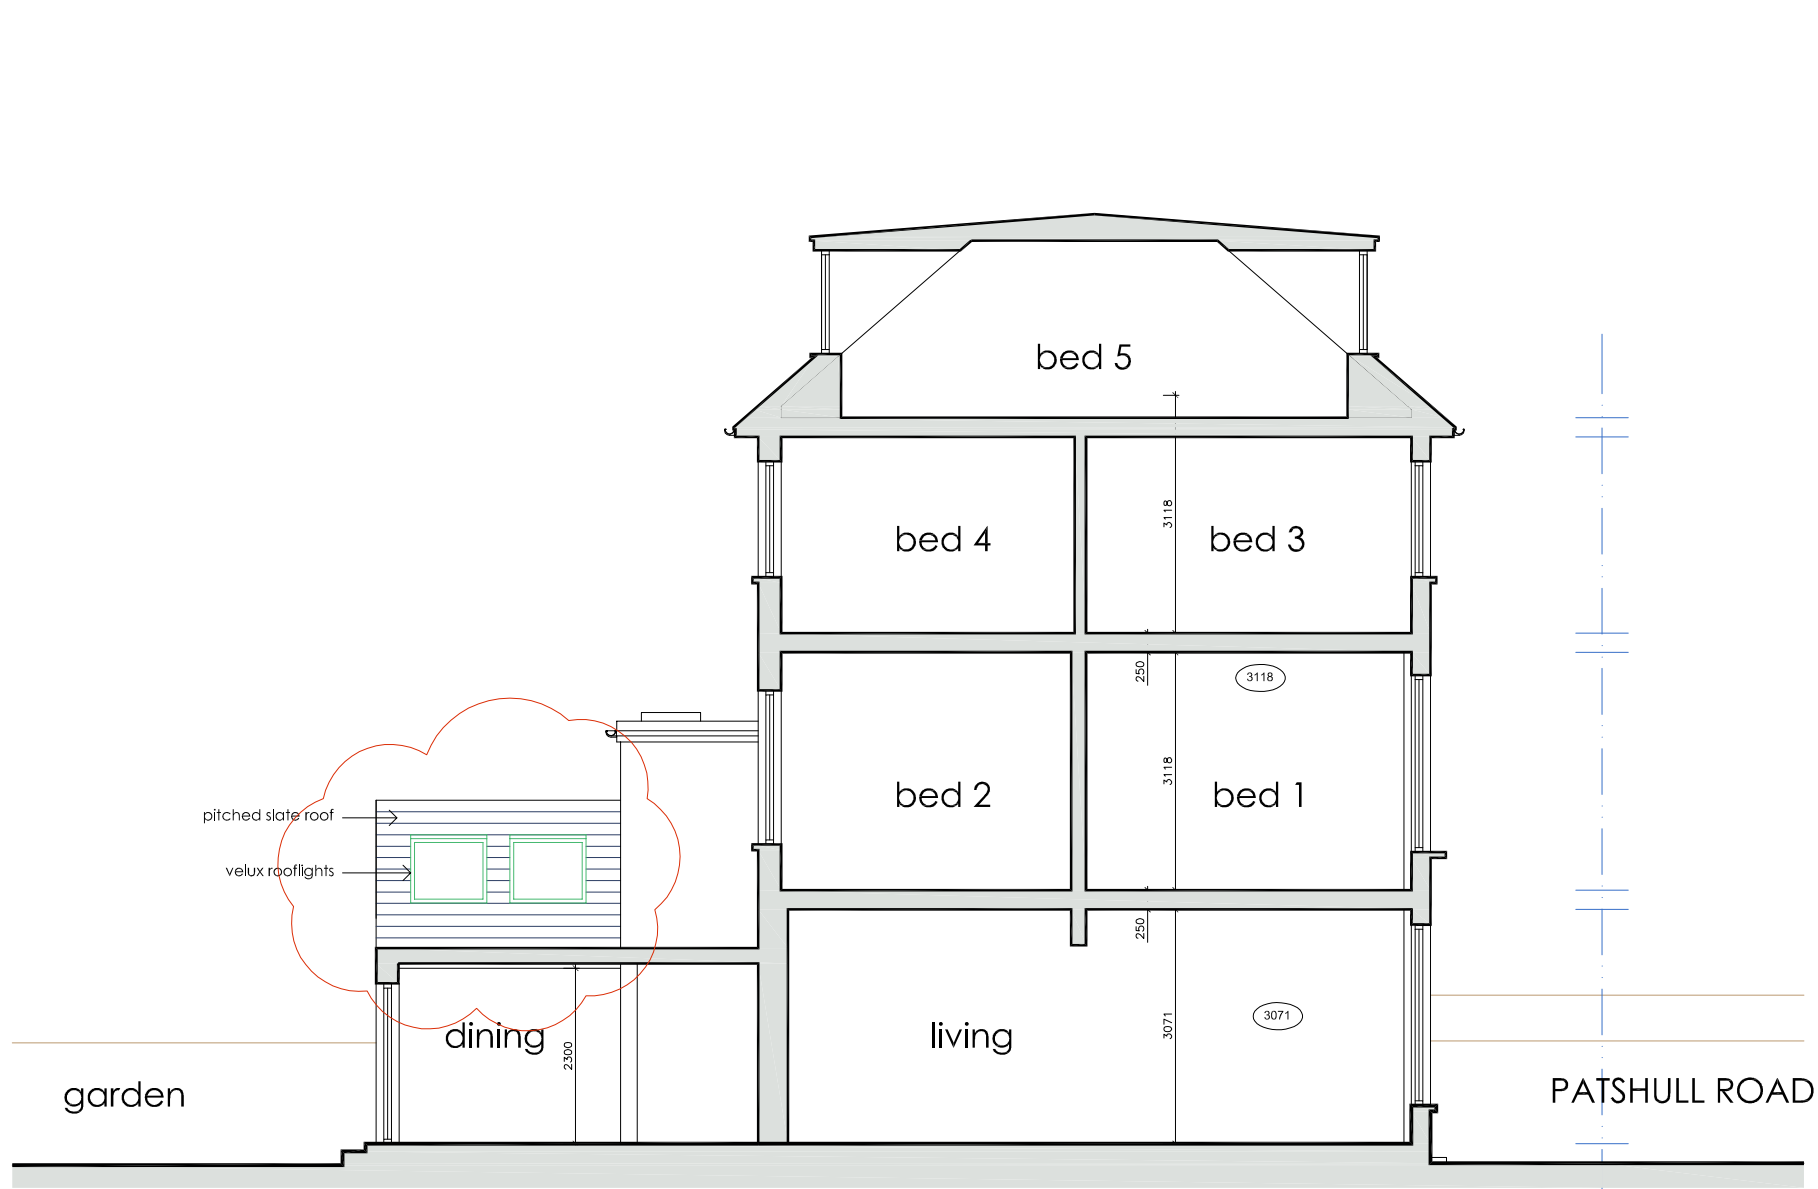 bed 5
bed 4
3118
bed 3
250
3118
bed 2
3118
bed 1
pitched slate roof
velux rooflights
250
dining
2300
living
3071
3071
garden
PATSHULL ROAD